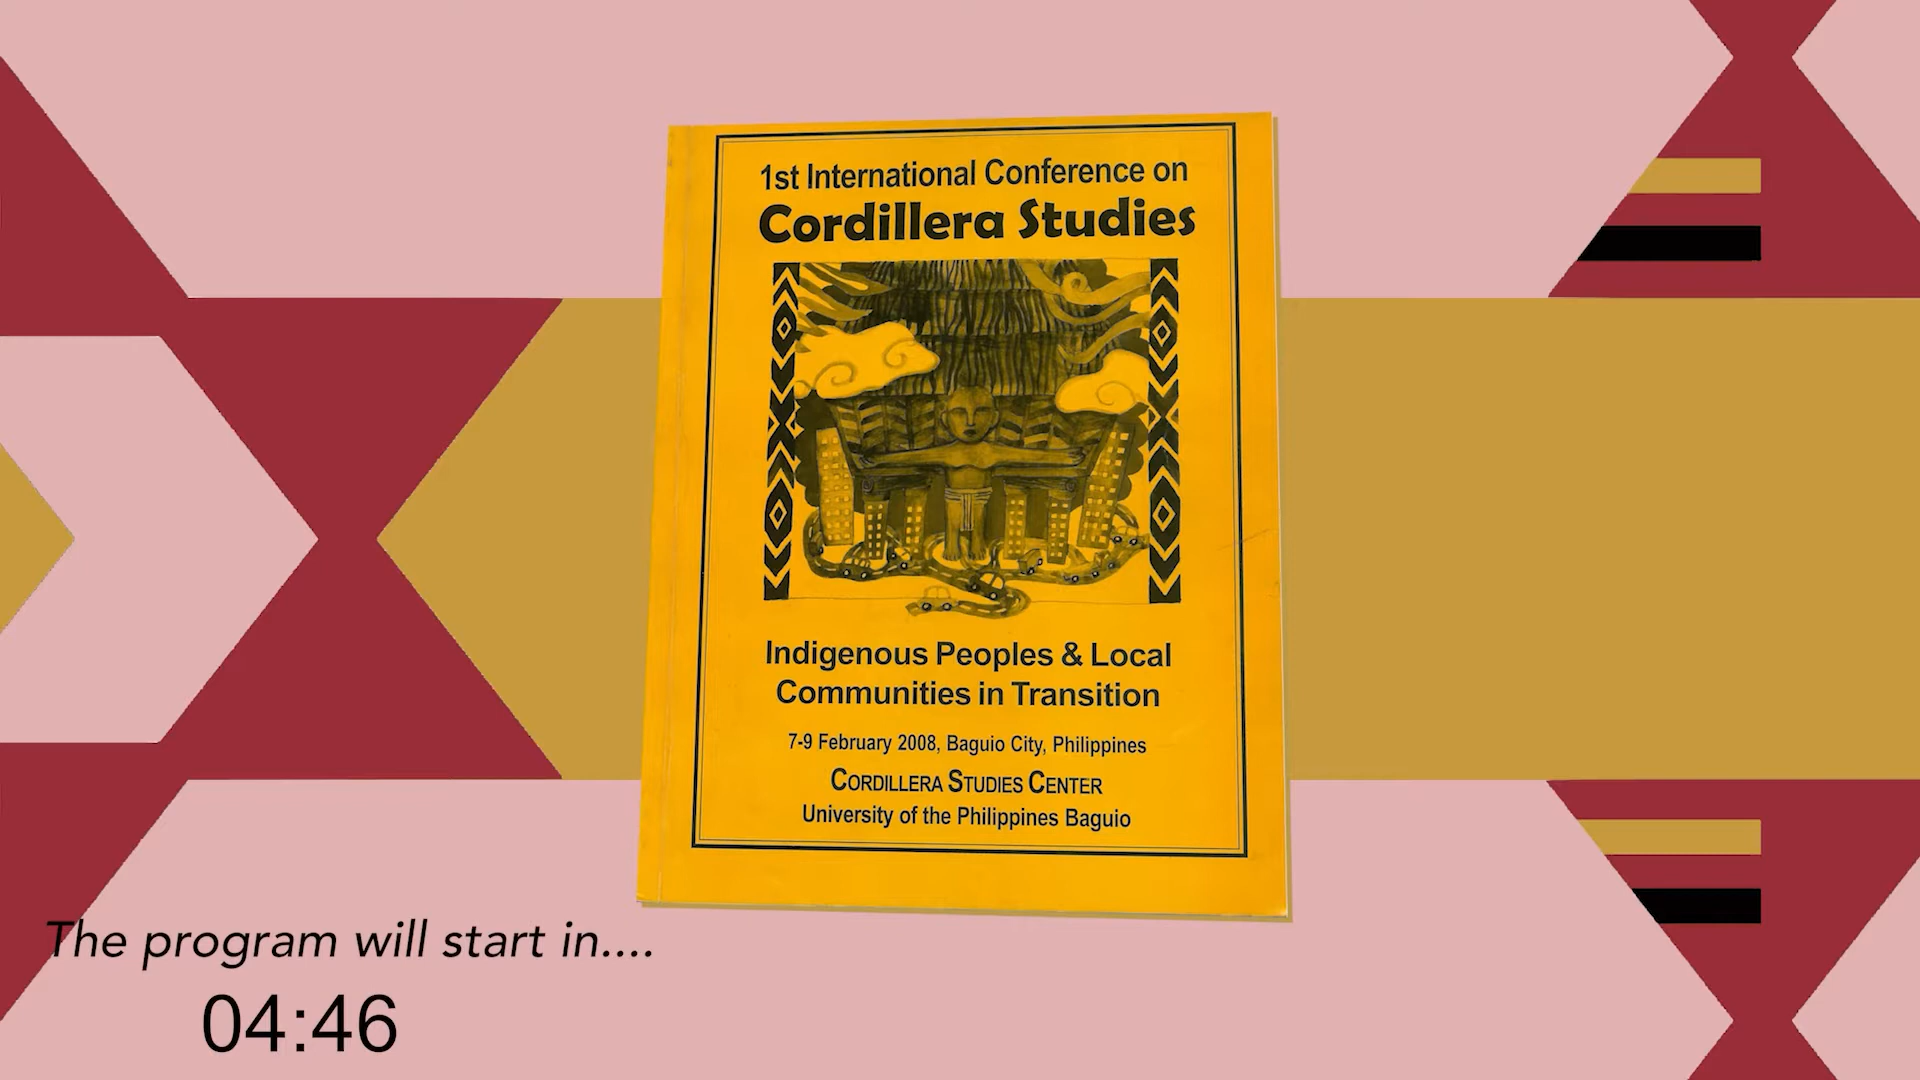 1st International Conference on
Cordillera Studies
Indigenous Peoples & Local
Communities in Transition
7-9 February 2008, Baguio City, Philippines
CORDILLERA STUDIES CENTER
University of the Philippines Baguio
The program will start in....
04:46